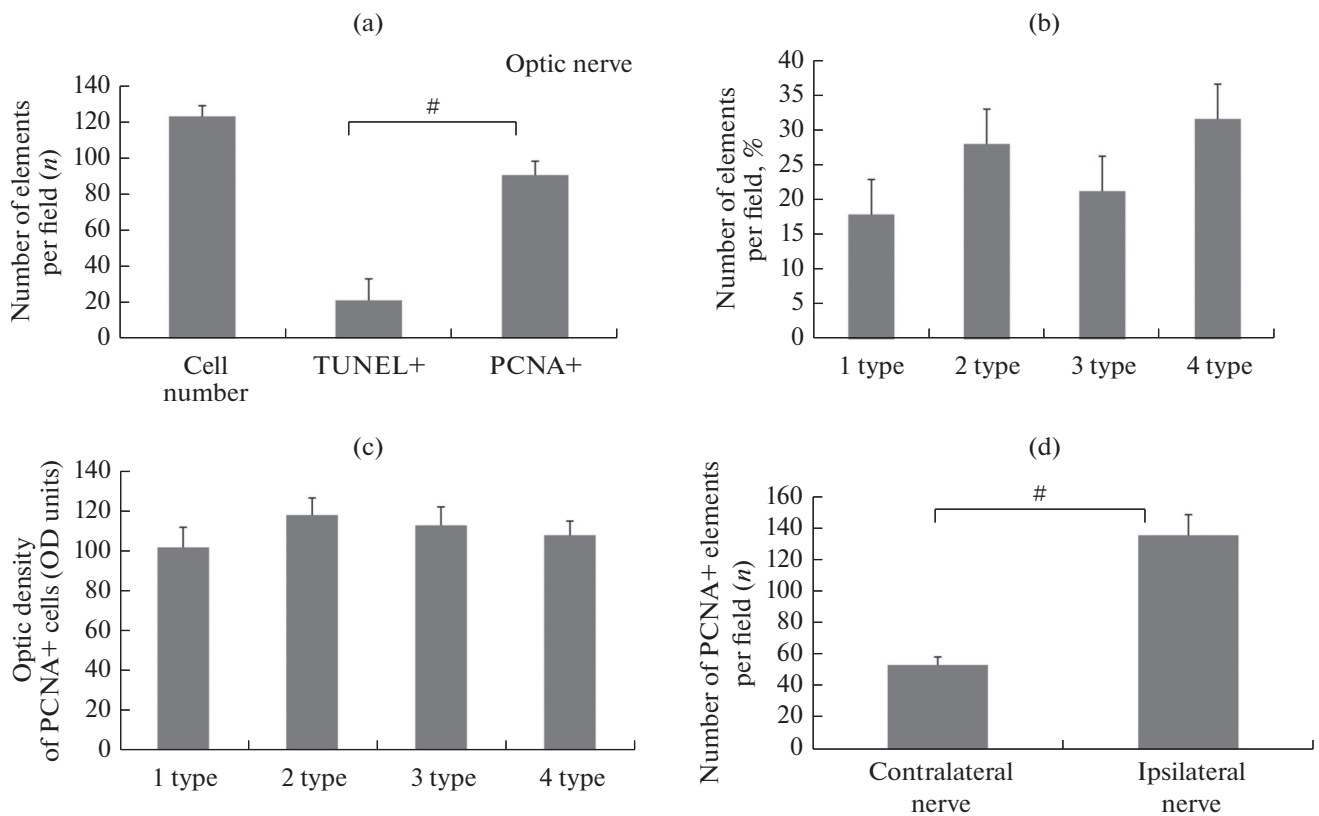 (a)
Optic nerve
Number of elements
per field (n)
140
120
100
80
60
40
20
0
#
Cell
number
TUNEL+
PCNA+
(b)
Number of elements
per field, %
40
35
30
25
20
15
10
5
0
1 type
2 type
3 type
4 type
(c)
Optic density
of PCNA+ cells (OD units)
140
120
100
80
60
40
20
0
1 type
2 type
3 type
4 type
(d)
Number of PCNA+ elements
per field (n)
160
140
120
100
80
60
40
20
0
#
Contralateral
nerve
Ipsilateral
nerve